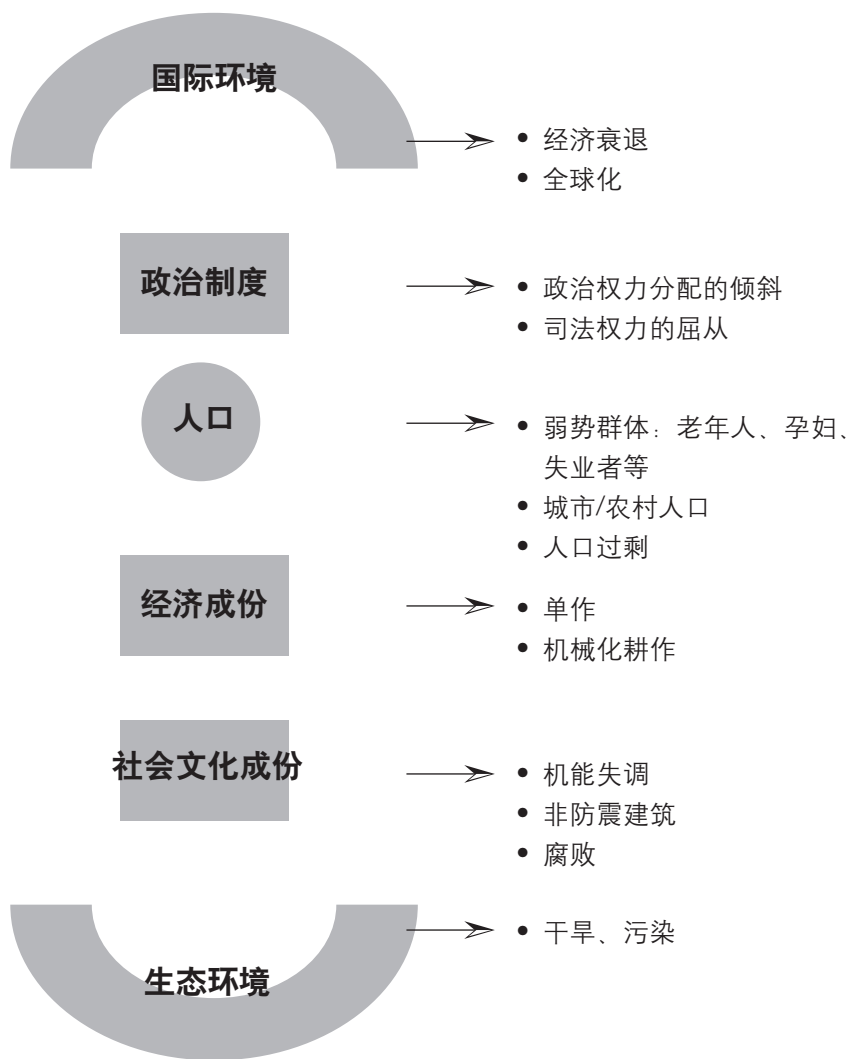 国际环境
• 经济衰退
• 全球化
政治制度
• 政治权力分配的倾斜
• 司法权力的屈从
人口
• 弱势群体：老年人、孕妇、
失业者等
• 城市/农村人口
• 人口过剩
经济成份
• 单作
• 机械化耕作
社会文化成份
• 机能失调
• 非防震建筑
• 腐败
生态环境
• 干旱、污染